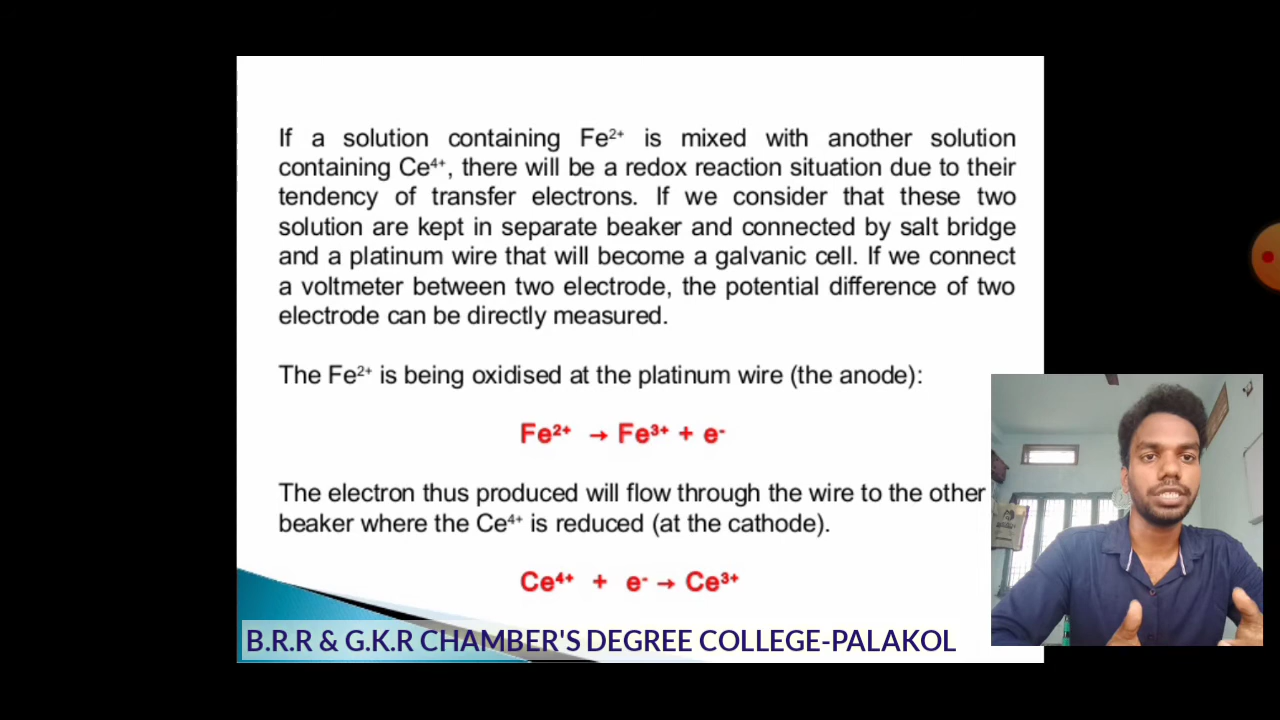 If a solution containing Fe²⁺ is mixed with another solution
containing Ce⁴⁺, there will be a redox reaction situation due to their
tendency of transfer electrons. If we consider that these two
solution are kept in separate beaker and connected by salt bridge
and a platinum wire that will become a galvanic cell. If we connect
a voltmeter between two electrode, the potential difference of two
electrode can be directly measured.
The Fe²⁺ is being oxidised at the platinum wire (the anode):
Fe²⁺ → Fe³⁺ + e⁻
The electron thus produced will flow through the wire to the other
beaker where the Ce⁴⁺ is reduced (at the cathode).
Ce⁴⁺ + e⁻ → Ce³⁺
B.R.R & G.K.R CHAMBER'S DEGREE COLLEGE-PALAKOL